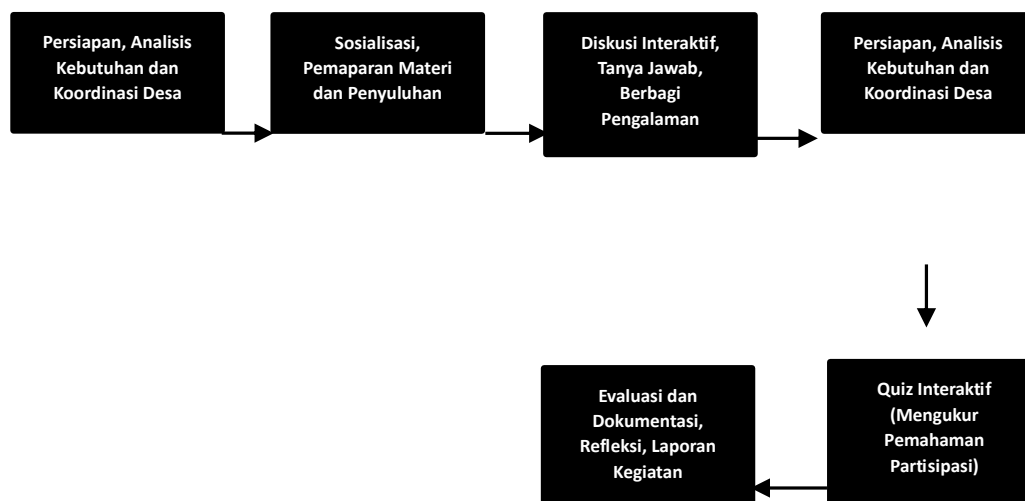 Persiapan, Analisis
Kebutuhan dan
Koordinasi Desa
Sosialisasi,
Pemaparan Materi
dan Penyuluhan
Diskusi Interaktif,
Tanya Jawab,
Berbagi
Pengalaman
Persiapan, Analisis
Kebutuhan dan
Koordinasi Desa
Quiz Interaktif
(Mengukur
Pemahaman
Partisipasi)
Evaluasi dan
Dokumentasi,
Refleksi, Laporan
Kegiatan